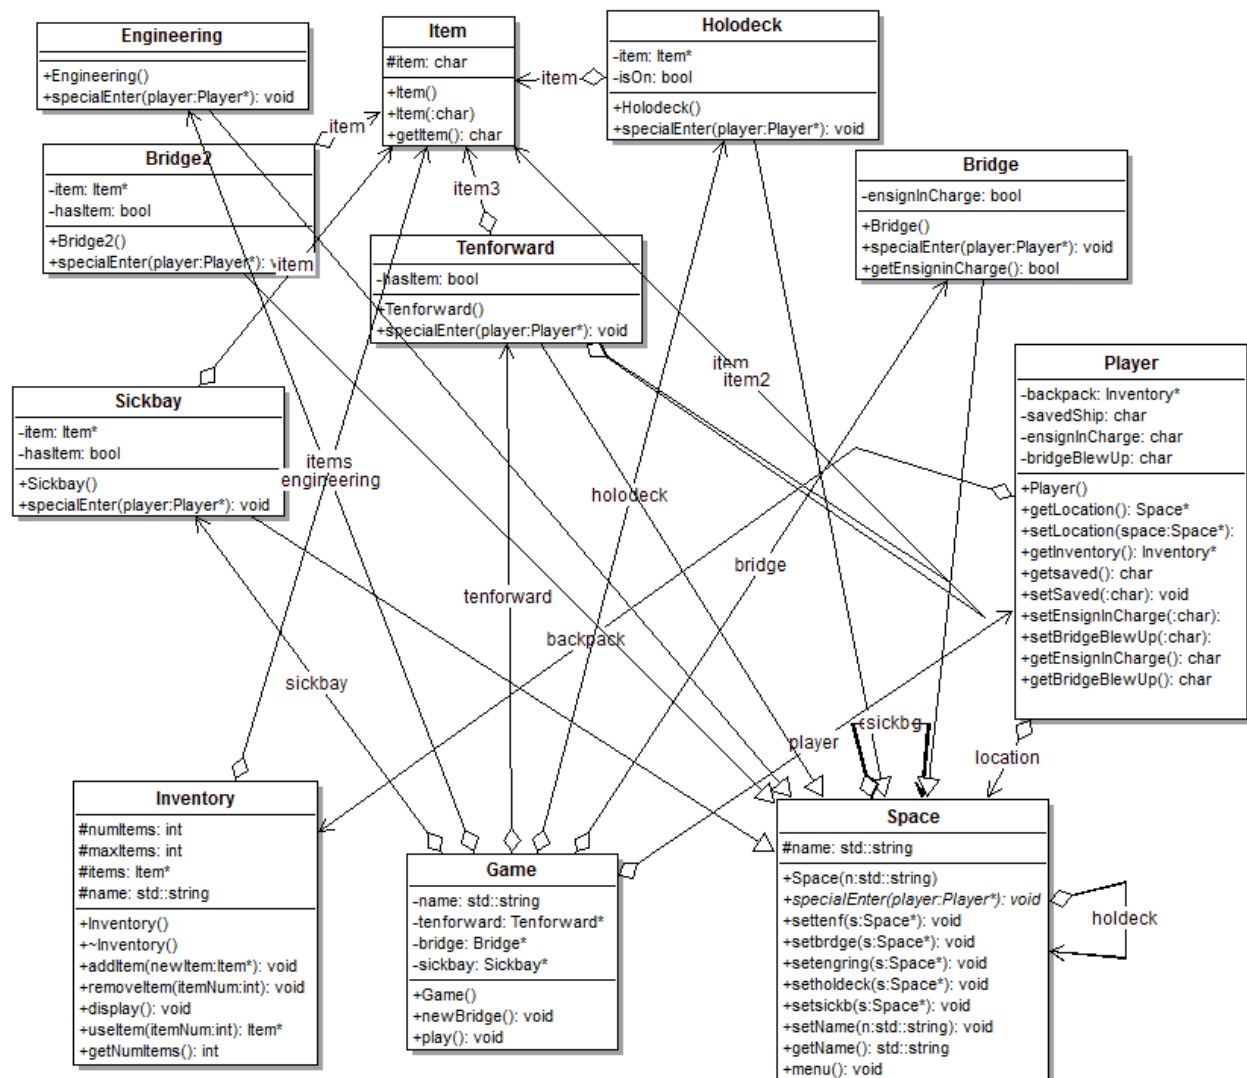 Engineering
+Engineering()
+specialEnter(player:Player*): void
Item
#item: char
+Item()
+Item(:char)
+getItem(): char
Holodeck
-item: Item*
-isOn: bool
+Holodeck()
+specialEnter(player:Player*): void
item
item
Bridge2
-item: Item*
-hasItem: bool
+Bridge2()
+specialEnter(player:Player*):
item
item3
Bridge
-ensignInCharge: bool
+Bridge()
+specialEnter(player:Player*): void
+getEnsigninCharge(): bool
Tenforward
-hasItem: bool
+Tenforward()
+specialEnter(player:Player*): void
item
item2
Player
-backpack: Inventory*
-savedShip: char
-ensignInCharge: char
-bridgeBlewUp: char
+Player()
+getLocation(): Space*
+setLocation(space:Space*):
+getInventory(): Inventory*
+getsaved(): char
+setSaved(:char): void
+setEnsignInCharge(:char):
+setBridgeBlewUp(:char):
+getEnsignInCharge(): char
+getBridgeBlewUp(): char
Sickbay
-item: Item*
-hasItem: bool
+Sickbay()
+specialEnter(player:Player*): void
items
engineering
holodeck
bridge
tenforward
backpack
sickbay
player
location
Inventory
#numItems: int
#maxItems: int
#items: Item*
#name: std::string
+Inventory()
+~Inventory()
+addItem(newItem:Item*): void
+removeItem(itemNum:int): void
+display(): void
+useItem(itemNum:int): Item*
+getNumItems(): int
Game
-name: std::string
-tenforward: Tenforward*
-bridge: Bridge*
-sickbay: Sickbay*
+Game()
+newBridge(): void
+play(): void
Space
#name: std::string
+Space(n:std::string)
+specialEnter(player:Player*): void
+settenf(s:Space*): void
+setbrdge(s:Space*): void
+setengring(s:Space*): void
+setholdeck(s:Space*): void
+setsickb(s:Space*): void
+setName(n:std::string): void
+getName(): std::string
+menu(): void
holdeck